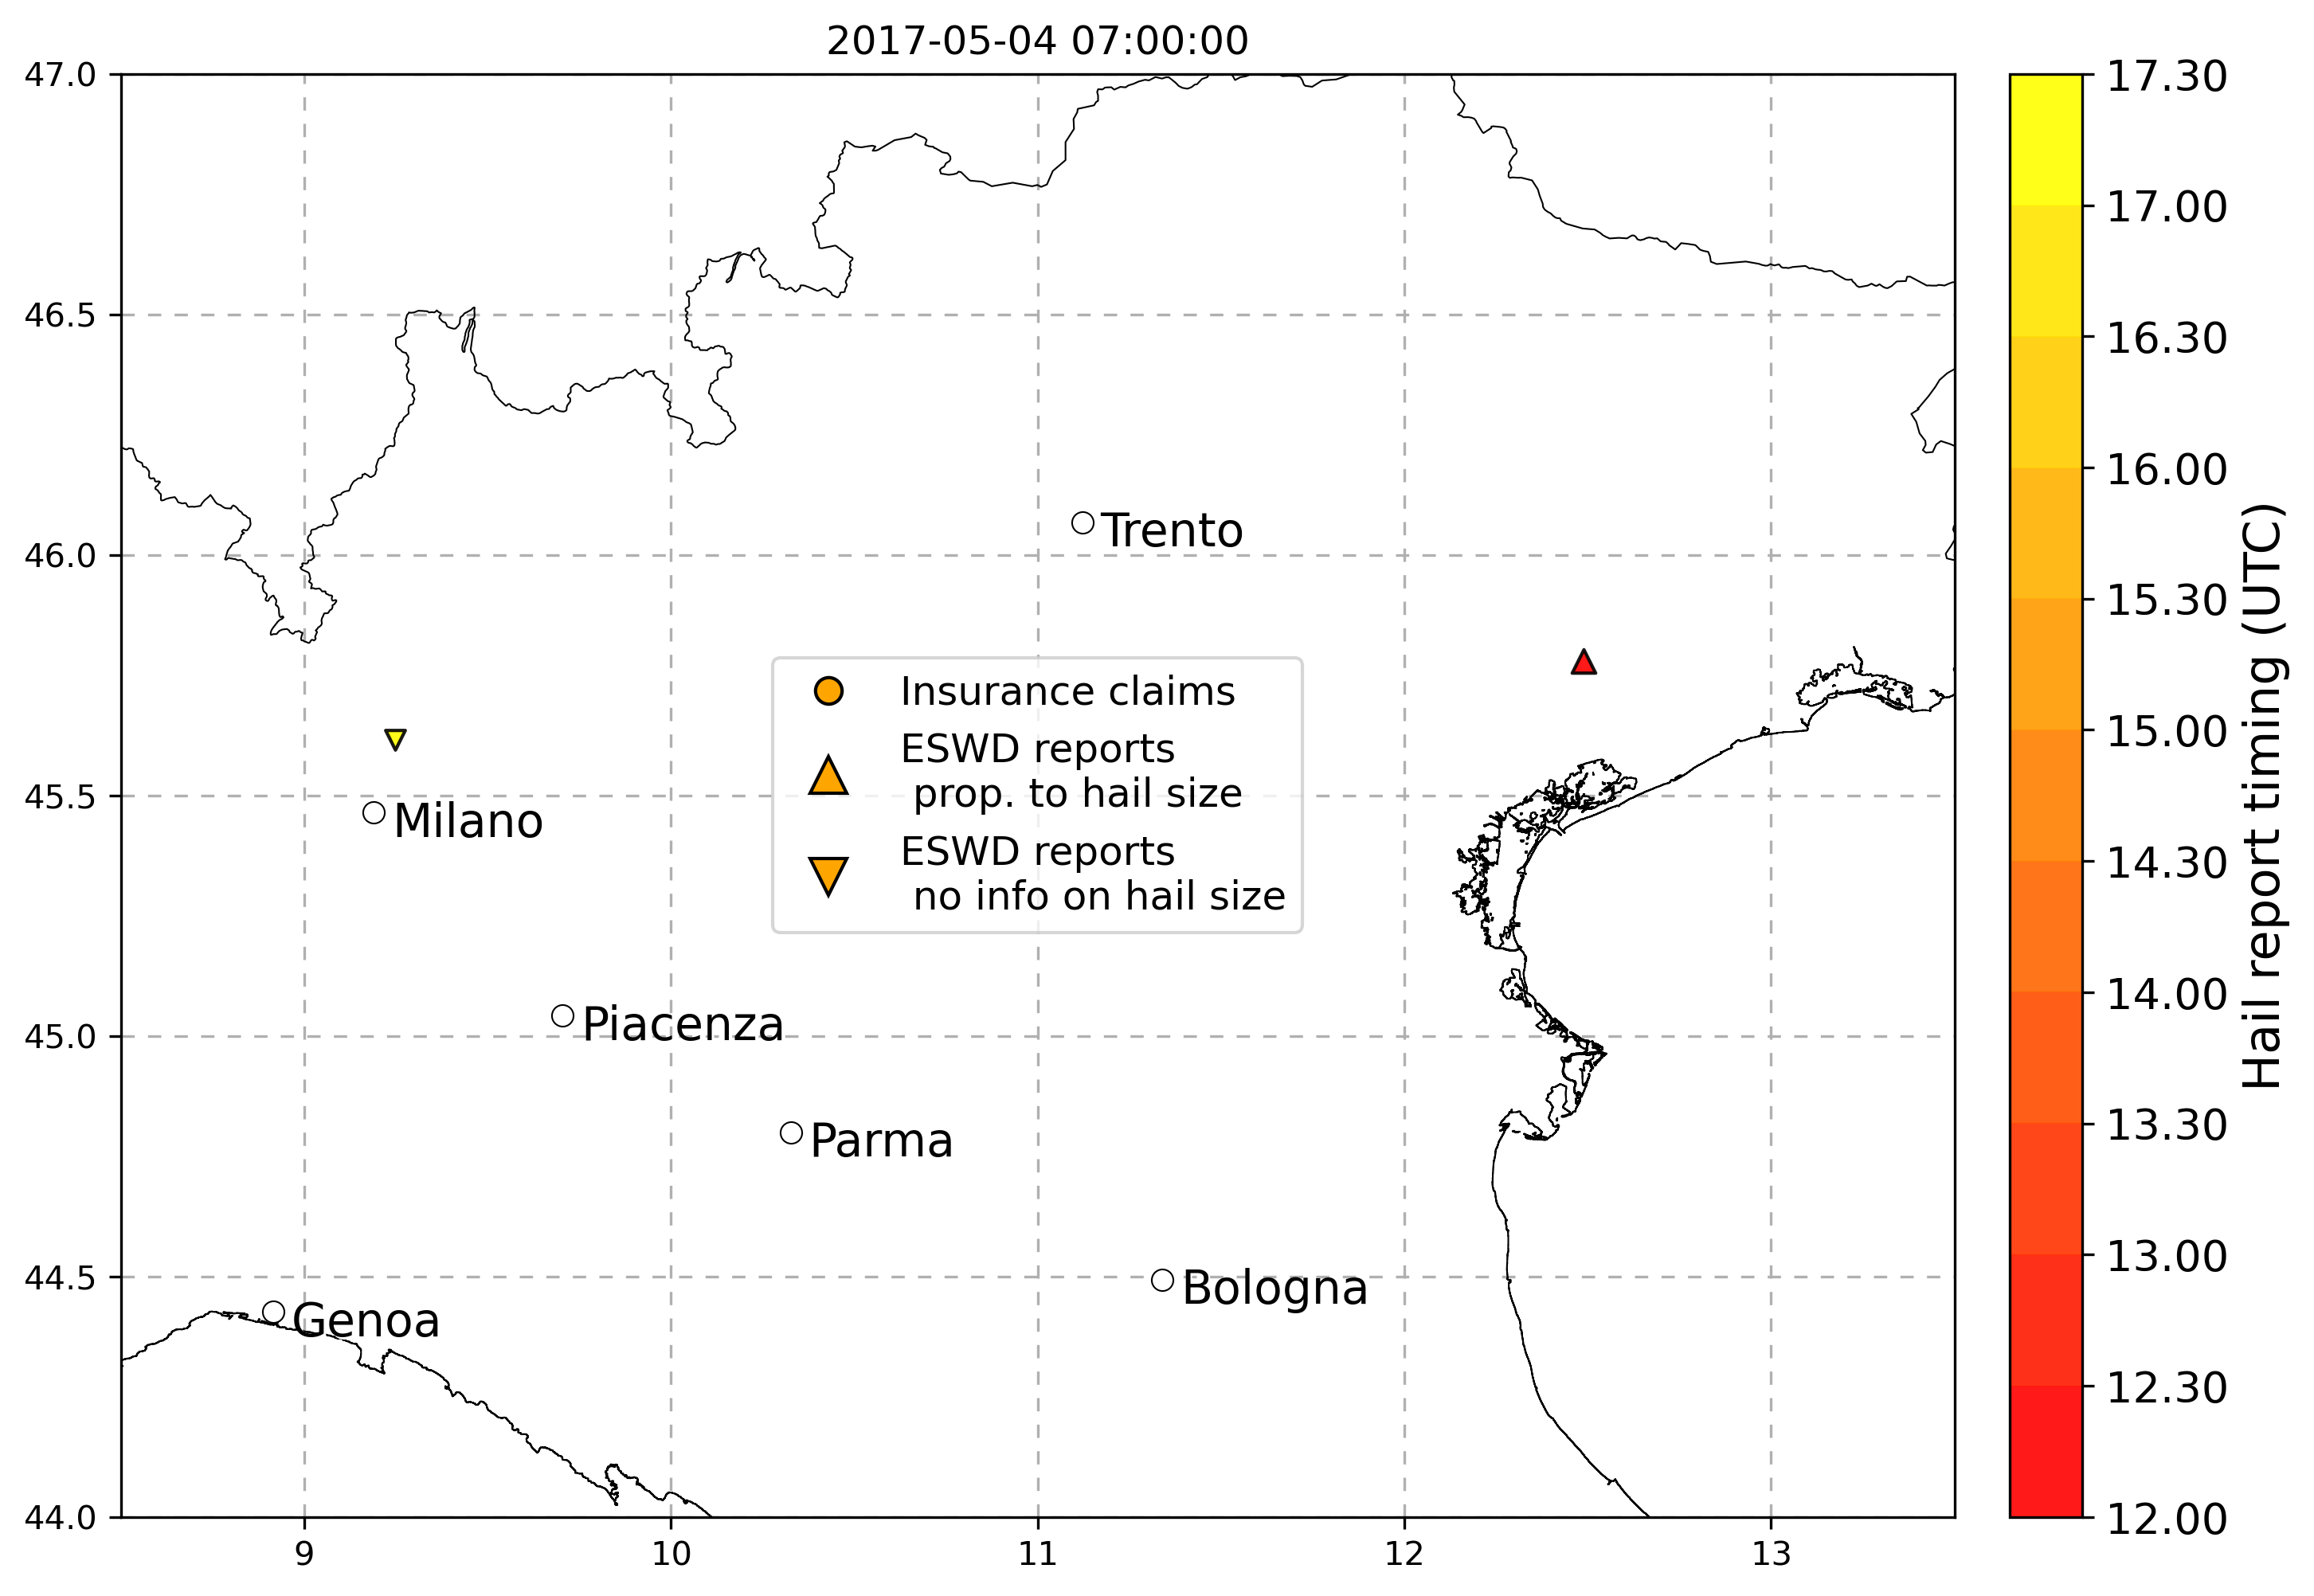 2017-05-04 07:00:00
47.0
46.5
46.0
45.5
45.0
44.5
44.0
9
10
11
12
13
Trento
Milano
Piacenza
Parma
Bologna
Genoa
Insurance claims
ESWD reports
prop. to hail size
ESWD reports
no info on hail size
17.30
17.00
16.30
16.00
15.30
15.00
14.30
14.00
13.30
13.00
12.30
12.00
Hail report timing (UTC)